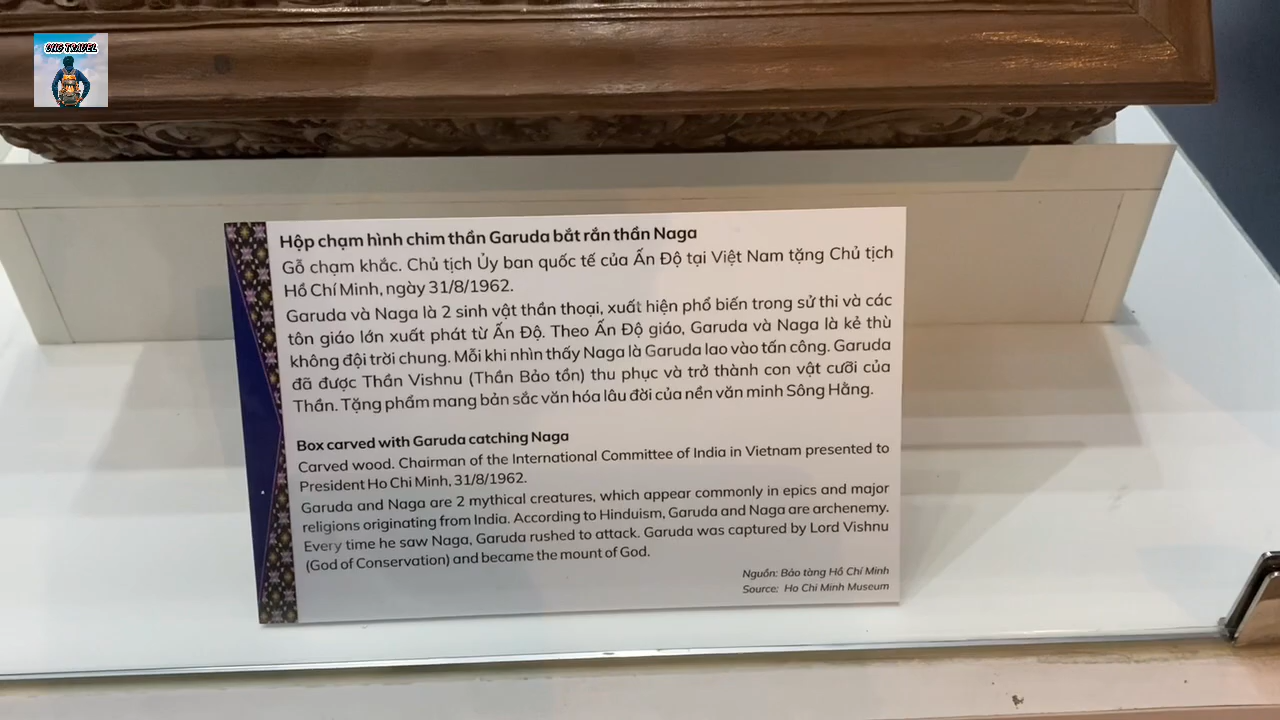 UNG TRAVEL
Hộp chạm hình chim thần Garuda bắt rắn thần Naga
Gỗ chạm khắc. Chủ tịch Ủy ban quốc tế của Ấn Độ tại Việt Nam tặng Chủ tịch
Hồ Chí Minh, ngày 31/8/1962.
Garuda và Naga là 2 sinh vật thần thoại, xuất hiện phổ biến trong sử thi và các
tôn giáo lớn xuất phát từ Ấn Độ. Theo Ấn Độ giáo, Garuda và Naga là kẻ thù
không đội trời chung. Mỗi khi nhìn thấy Naga là Garuda lao vào tấn công. Garuda
đã được Thần Vishnu (Thần Bảo tồn) thu phục và trở thành con vật cưỡi của
Thần. Tặng phẩm mang bản sắc văn hóa lâu đời của nền văn minh Sông Hằng.
Box carved with Garuda catching Naga
Carved wood. Chairman of the International Committee of India in Vietnam presented to
President Ho Chi Minh, 31/8/1962.
Garuda and Naga are 2 mythical creatures, which appear commonly in epics and major
religions originating from India. According to Hinduism, Garuda and Naga are archenemy.
Every time he saw Naga, Garuda rushed to attack. Garuda was captured by Lord Vishnu
(God of Conservation) and became the mount of God.
Nguồn: Bảo tàng Hồ Chí Minh
Source: Ho Chi Minh Museum